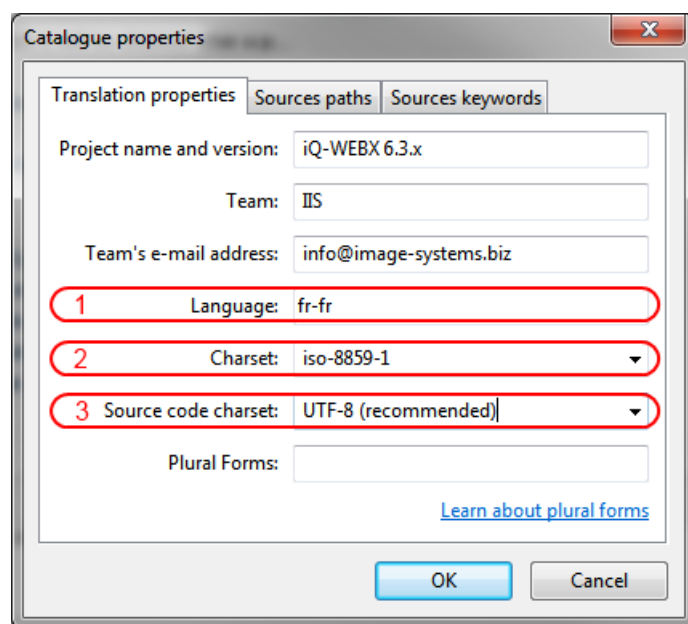 Catalogue properties
Translation properties Sources paths Sources keywords
Project name and version: iQ-WEBX 6.3.x
Team: IIS
Team's e-mail address: info@image-systems.biz
1 Language: fr-fr
2 Charset: iso-8859-1
3 Source code charset: UTF-8 (recommended)
Plural Forms:
Learn about plural forms
OK Cancel